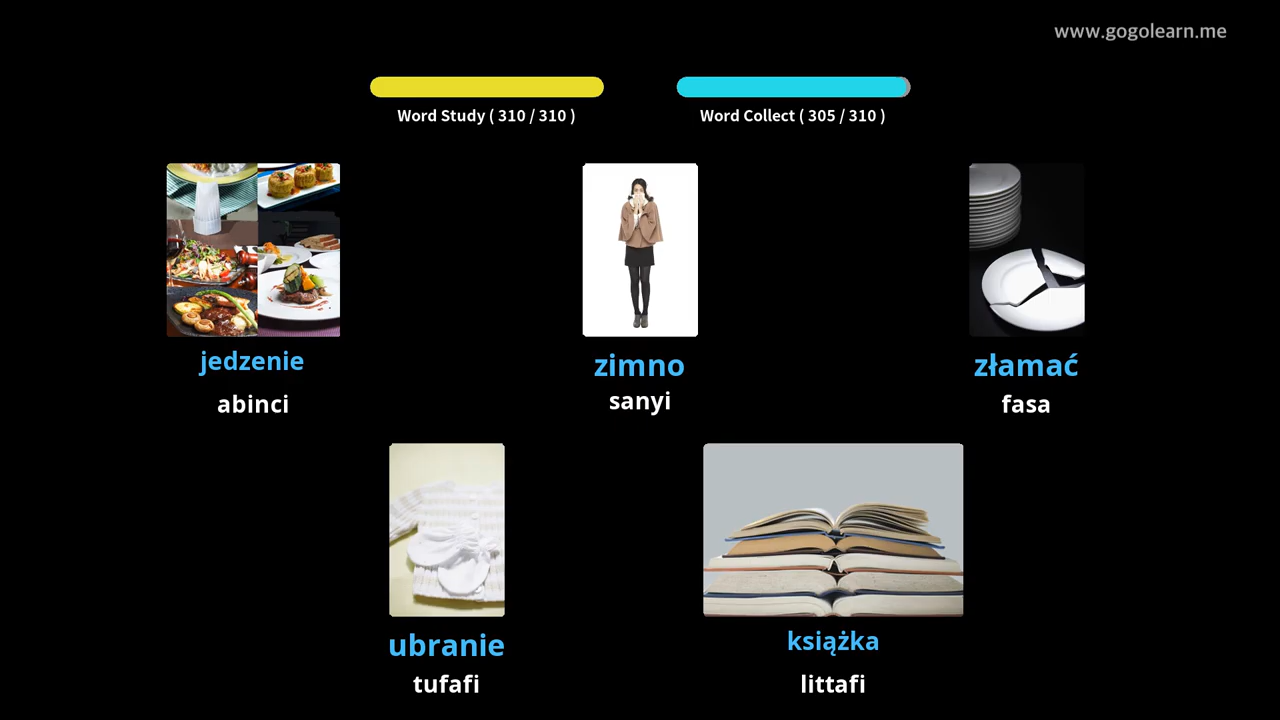 www.gogolearn.me
Word Study ( 310 / 310 )
Word Collect ( 305 / 310 )
jedzenie
abinci
zimno
sanyi
złamać
fasa
ubranie
tufafi
książka
littafi